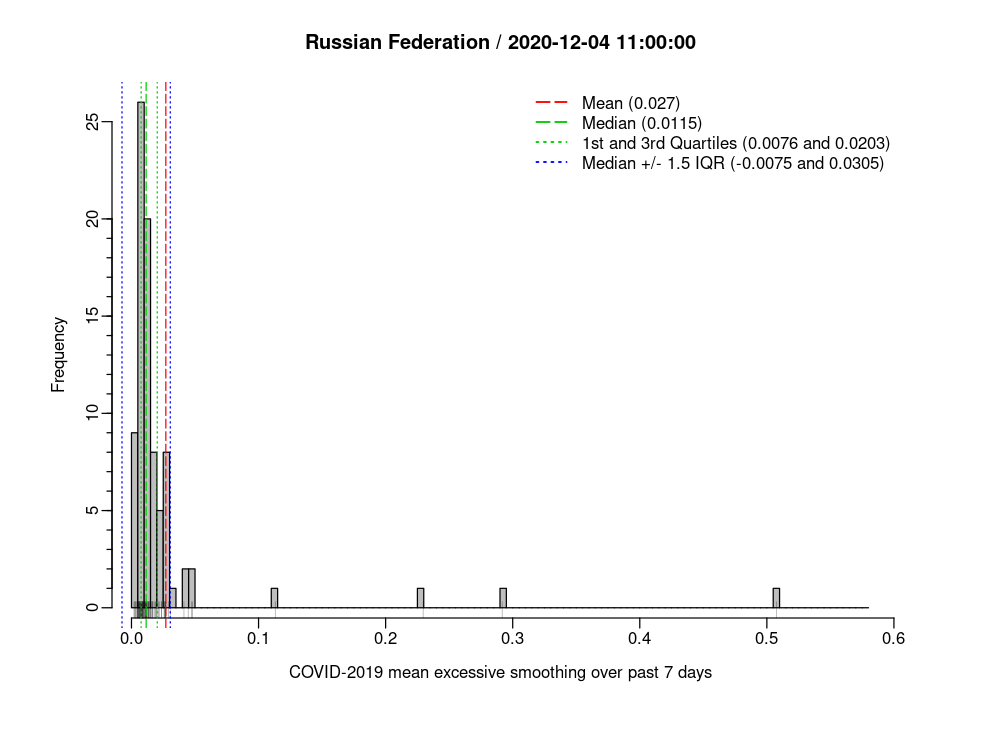 Russian Federation / 2020-12-04 11:00:00
Mean (0.027)
Median (0.0115)
1st and 3rd Quartiles (0.0076 and 0.0203)
Median +/- 1.5 IQR (-0.0075 and 0.0305)
Frequency
25
20
15
10
5
0
0.0 0.1 0.2 0.3 0.4 0.5 0.6
COVID-2019 mean excessive smoothing over past 7 days